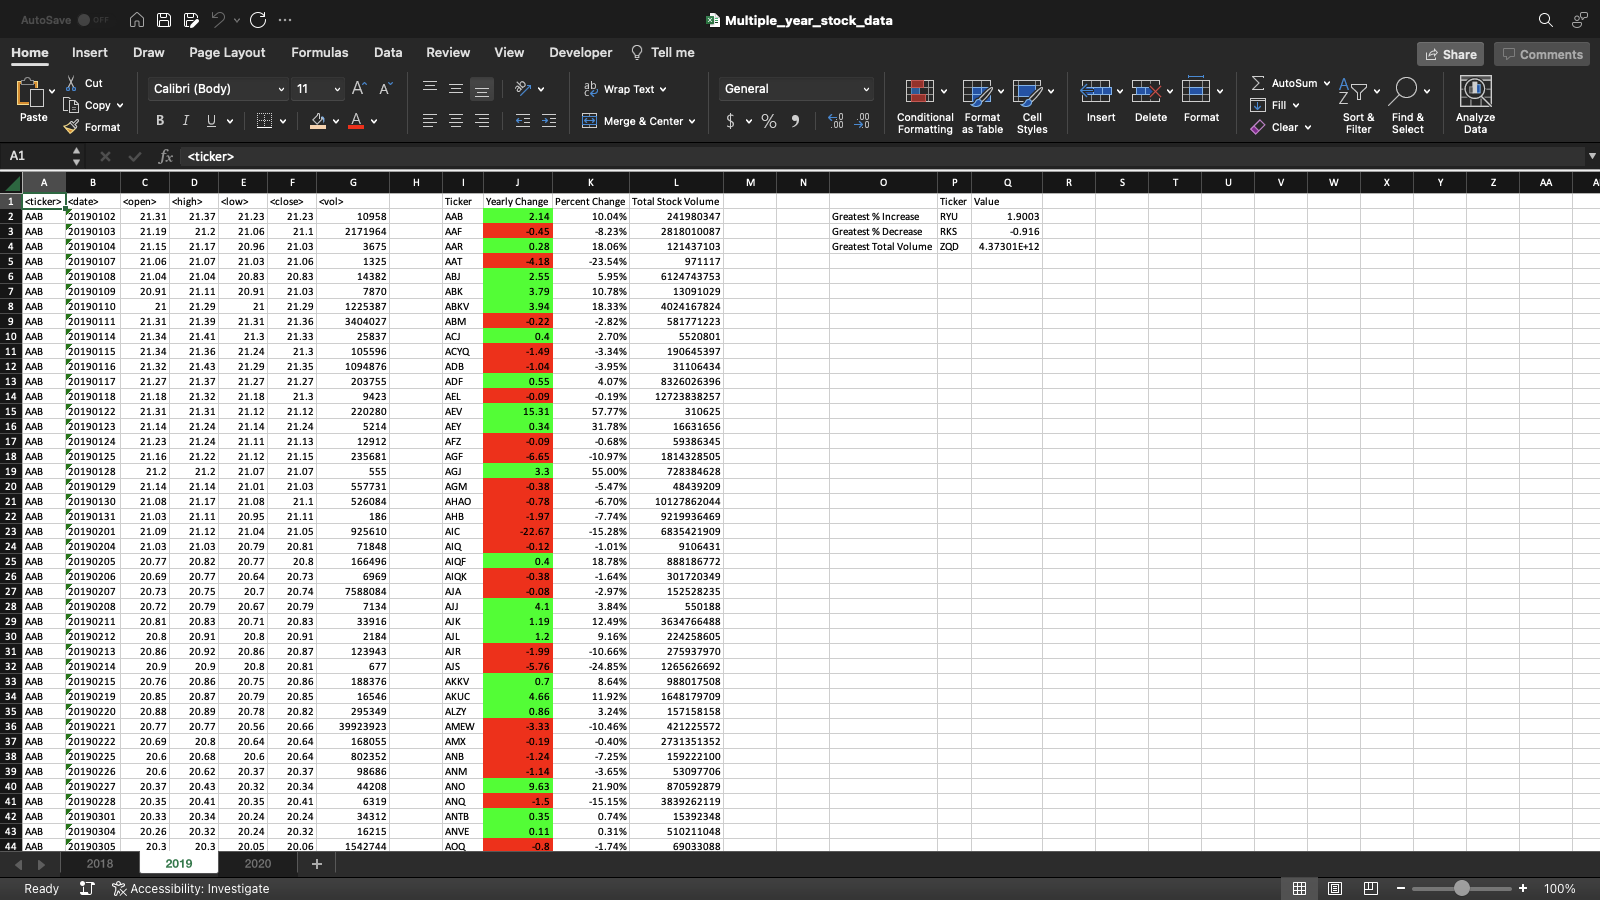 AutoSave OFF
Multiple_year_stock_data
Home Insert Draw Page Layout Formulas Data Review View Developer Tell me Share Comments
Paste Cut Copy Format
Calibri (Body) 11
B I U
Wrap Text
Merge & Center
General
$ % 9
Conditional Formatting Format as Table Cell Styles
Insert Delete Format
AutoSum Fill Clear
Sort & Filter Find & Select Analyze Data
A1 fx <ticker>
A B C D E F G H I J K L M N O P Q R S T U V W X Y Z AA A
1 <ticker> <date> <open> <high> <low> <close> <vol> Ticker Yearly Change Percent Change Total Stock Volume Ticker Value
2 AAB 20190102 21.31 21.37 21.23 21.23 10958 AAB 2.14 10.04% 241980347 Greatest % Increase RYU 1.9003
3 AAB 20190103 21.19 21.2 21.06 21.1 2171964 AAF -0.45 -8.23% 2818010087 Greatest % Decrease RKS -0.916
4 AAB 20190104 21.15 21.17 20.96 21.03 3675 AAR 0.28 18.06% 121437103 Greatest Total Volume ZQD 4.37301E+12
5 AAB 20190107 21.06 21.07 21.03 21.06 1325 AAT -4.18 -23.54% 971117
6 AAB 20190108 21.04 21.04 20.83 20.83 14382 ABJ 2.55 5.95% 6124743753
7 AAB 20190109 20.91 21.11 20.91 21.03 7870 ABK 3.79 10.78% 13091029
8 AAB 20190110 21 21.29 21 21.29 1225387 ABKV 3.94 18.33% 4024167824
9 AAB 20190111 21.31 21.39 21.31 21.36 3404027 ABM -0.22 -2.82% 581771223
10 AAB 20190114 21.34 21.41 21.3 21.33 25837 ACJ 0.4 2.70% 5520801
11 AAB 20190115 21.34 21.36 21.24 21.3 105596 ACYQ -1.49 -3.34% 190645397
12 AAB 20190116 21.32 21.43 21.29 21.35 1094876 ADB -1.04 -3.95% 31106434
13 AAB 20190117 21.27 21.37 21.27 21.27 203755 ADF 0.55 4.07% 8326026396
14 AAB 20190118 21.18 21.32 21.18 21.3 9423 AEL -0.09 -0.19% 12723838257
15 AAB 20190122 21.31 21.31 21.12 21.12 220280 AEV 15.31 57.77% 310625
16 AAB 20190123 21.14 21.24 21.14 21.24 5214 AEY 0.34 31.78% 16631656
17 AAB 20190124 21.23 21.24 21.11 21.13 12912 AFZ -0.09 -0.68% 59386345
18 AAB 20190125 21.16 21.22 21.12 21.15 235681 AGF -6.65 -10.97% 1814328505
19 AAB 20190128 21.2 21.2 21.07 21.07 555 AGJ 3.3 55.00% 728384628
20 AAB 20190129 21.14 21.14 21.01 21.03 557731 AGM -0.38 -5.47% 48439209
21 AAB 20190130 21.08 21.17 21.08 21.1 526084 AHAO -0.78 -6.70% 10127862044
22 AAB 20190131 21.03 21.11 20.95 21.11 186 AHB -1.97 -7.74% 9219936469
23 AAB 20190201 21.09 21.12 21.04 21.05 925610 AIC -22.67 -15.28% 6835421909
24 AAB 20190204 21.03 21.03 20.79 20.81 71848 AIQ -0.12 -1.01% 9106431
25 AAB 20190205 20.77 20.82 20.77 20.8 166496 AIQF 0.4 18.78% 888186772
26 AAB 20190206 20.69 20.77 20.64 20.73 6969 AIQK -0.38 -1.64% 301720349
27 AAB 20190207 20.73 20.75 20.7 20.74 7588084 AJA -0.08 -2.97% 152528235
28 AAB 20190208 20.72 20.79 20.67 20.79 7134 AJJ 4.1 3.84% 550188
29 AAB 20190211 20.81 20.83 20.71 20.83 33916 AJK 1.19 12.49% 3634766488
30 AAB 20190212 20.8 20.91 20.8 20.91 2184 AJL 1.2 9.16% 224258605
31 AAB 20190213 20.86 20.92 20.86 20.87 123943 AJR -1.99 -10.66% 275937970
32 AAB 20190214 20.9 20.9 20.8 20.81 677 AJS -5.76 -24.85% 1265626692
33 AAB 20190215 20.76 20.86 20.75 20.86 188376 AKKV 0.7 8.64% 988017508
34 AAB 20190219 20.85 20.87 20.79 20.85 16546 AKUC 4.66 11.92% 1648179709
35 AAB 20190220 20.88 20.89 20.78 20.82 295349 ALZY 0.86 3.24% 157158158
36 AAB 20190221 20.77 20.77 20.56 20.66 39923923 AMEW -3.33 -10.46% 421225572
37 AAB 20190222 20.69 20.8 20.64 20.64 168055 AMX -0.19 -0.40% 2731351352
38 AAB 20190225 20.6 20.68 20.6 20.64 802352 ANB -1.24 -7.25% 159222100
39 AAB 20190226 20.6 20.62 20.37 20.37 98686 ANM -1.14 -3.65% 53097706
40 AAB 20190227 20.37 20.43 20.32 20.34 44208 ANO 9.63 21.90% 870592879
41 AAB 20190228 20.35 20.41 20.35 20.41 6319 ANQ -1.5 -15.15% 3839262119
42 AAB 20190301 20.33 20.34 20.24 20.24 34312 ANTB 0.35 0.74% 15392348
43 AAB 20190304 20.26 20.32 20.24 20.32 16215 ANVE 0.11 0.31% 510211048
44 AAB 20190305 20.3 20.3 20.05 20.06 1542744 AOQ -0.8 -1.74% 69033088
2018 2019 2020 +
Ready Accessibility: Investigate 100%